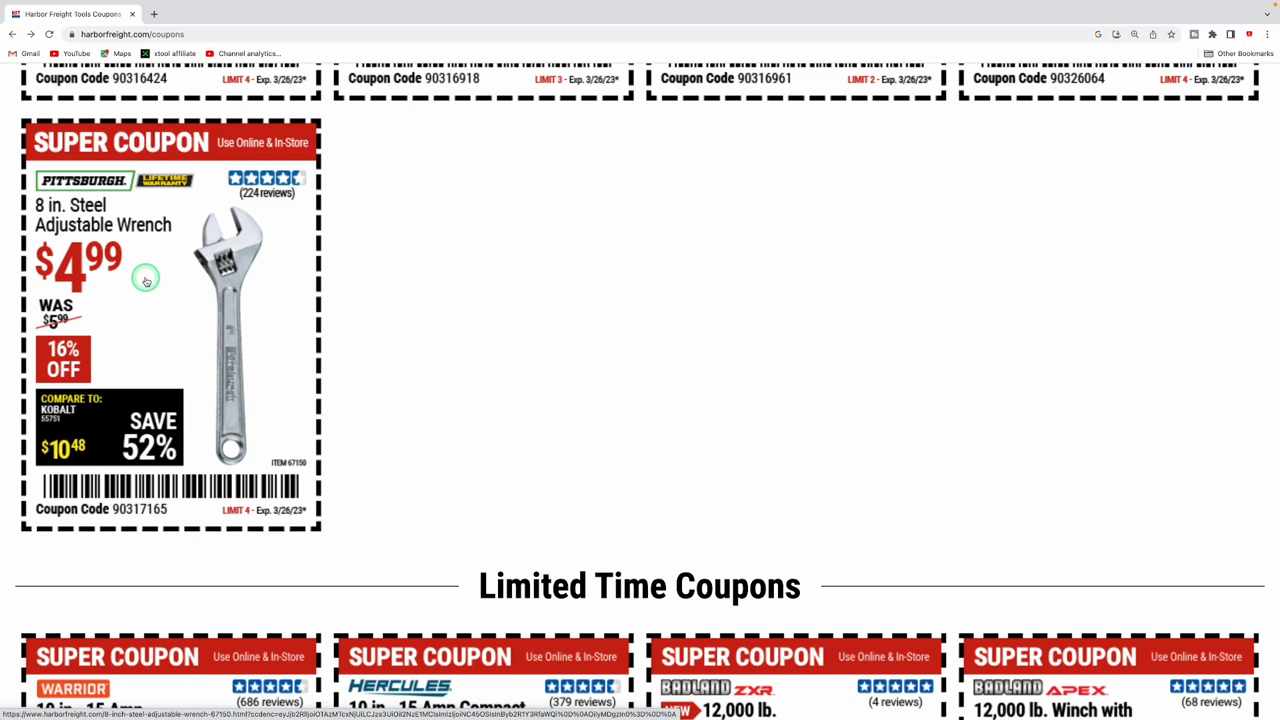 Harbor Freight Tools Coupons
harborfreight.com/coupons
Gmail
YouTube
Maps
xtool affiliate
Channel analytics...
Other Bookmarks
Coupon Code 90316424
LIMIT 4 - Exp. 3/26/23*
Coupon Code 90316918
LIMIT 3 - Exp. 3/26/23*
Coupon Code 90316961
LIMIT 2 - Exp. 3/26/23*
Coupon Code 90326064
LIMIT 4 - Exp. 3/26/23*
SUPER COUPON Use Online & In-Store
PITTSBURGH. LIFETIME WARRANTY
(224 reviews)
8 in. Steel
Adjustable Wrench
$4.99
WAS
$5.99
16%
OFF
COMPARE TO:
KOBALT
55751
$10.48
SAVE
52%
ITEM 67150
Coupon Code 90317165
LIMIT 4 - Exp. 3/26/23*
Limited Time Coupons
SUPER COUPON Use Online & In-Store
WARRIOR
(686 reviews)
SUPER COUPON Use Online & In-Store
HERCULES
(379 reviews)
15 Amp Compact
SUPER COUPON Use Online & In-Store
BADLAND ZXR
(4 reviews)
NEW
12,000 lb.
SUPER COUPON Use Online & In-Store
BADLAND APEX
(68 reviews)
12,000 lb. Winch with